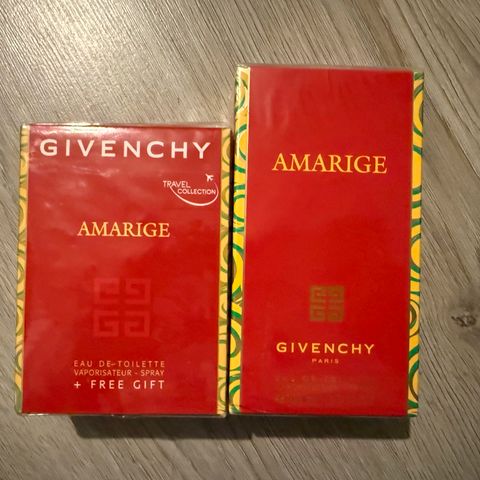 GIVENCHY
TRAVEL
COLLECTION
AMARIGE
EAU DE-TOILETTE
VAPORISATEUR - SPRAY
+ FREE GIFT
AMARIGE
GIVENCHY
PARIS